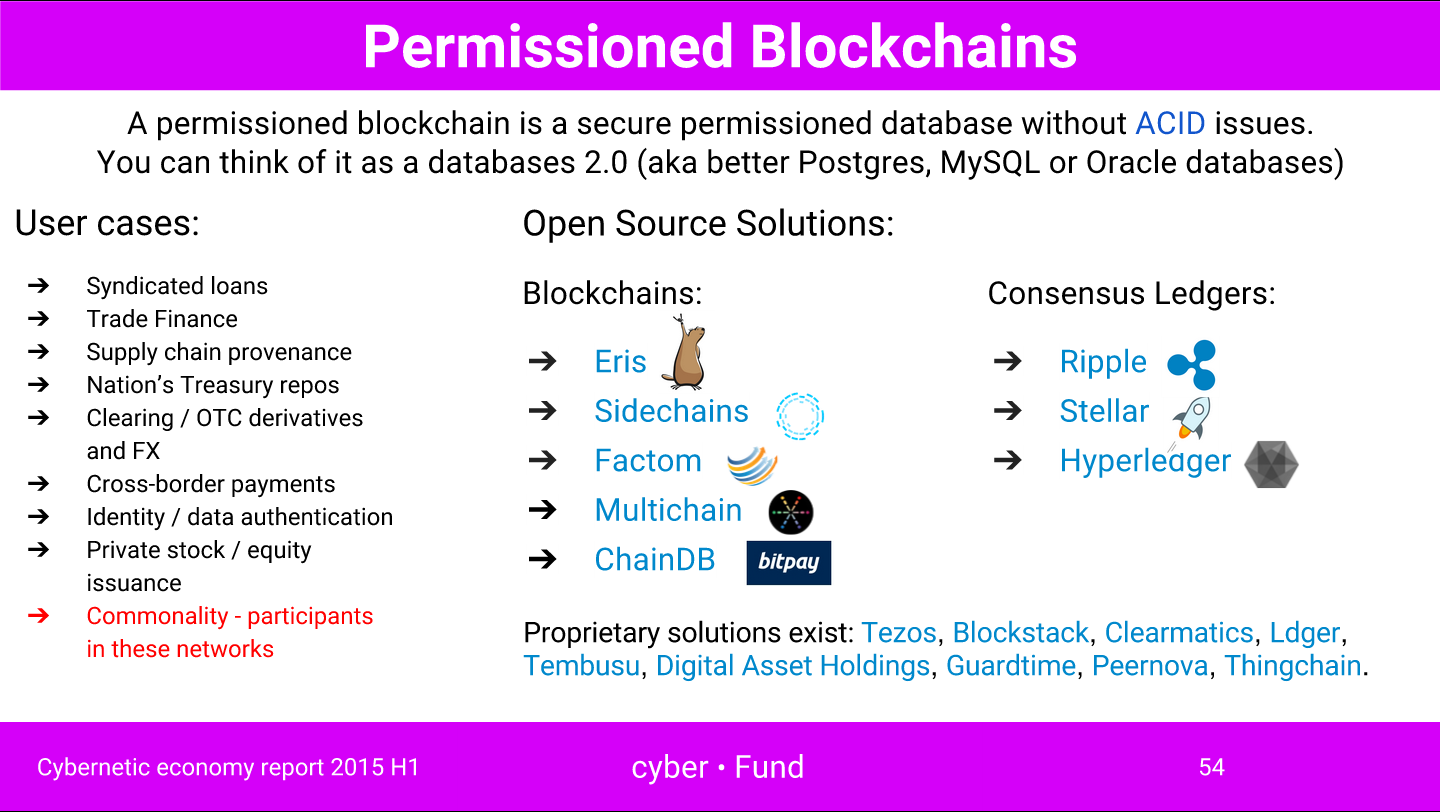 Permissioned Blockchains
A permissioned blockchain is a secure permissioned database without ACID issues.
You can think of it as a databases 2.0 (aka better Postgres, MySQL or Oracle databases)
User cases:
➔ Syndicated loans
➔ Trade Finance
➔ Supply chain provenance
➔ Nation’s Treasury repos
➔ Clearing / OTC derivatives
and FX
➔ Cross-border payments
➔ Identity / data authentication
➔ Private stock / equity
issuance
➔ Commonality - participants
in these networks
Open Source Solutions:
Blockchains:
➔ Eris
➔ Sidechains
➔ Factom
➔ Multichain
➔ ChainDB bitpay
Consensus Ledgers:
➔ Ripple
➔ Stellar
➔ Hyperledger
Proprietary solutions exist: Tezos, Blockstack, Clearmatics, Ldger,
Tembusu, Digital Asset Holdings, Guardtime, Peernova, Thingchain.
Cybernetic economy report 2015 H1
cyber • Fund
54